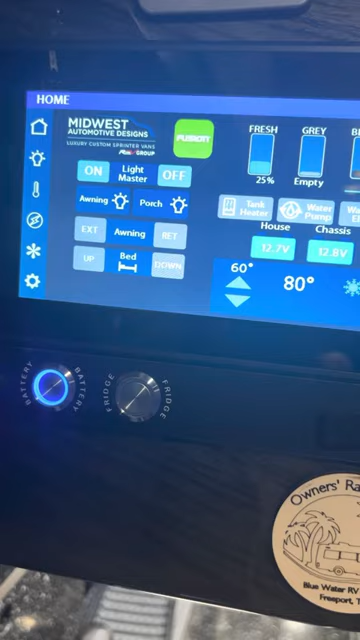 HOME
MIDWEST
AUTOMOTIVE DESIGNS
LUXURY CUSTOM SPRINTER VANS
GROUP
FUSION
FRESH
GREY
25%
Empty
ON
Light
Master
OFF
Awning
Porch
Tank
Heater
Water
Pump
EXT
Awning
RET
House
Chassis
12.7V
12.8V
UP
Bed
DOWN
60°
80°
BATTERY
BATTERY
FRIDGE
FRIDGE
Owners' Ra
Blue Water RV
Freeport, T